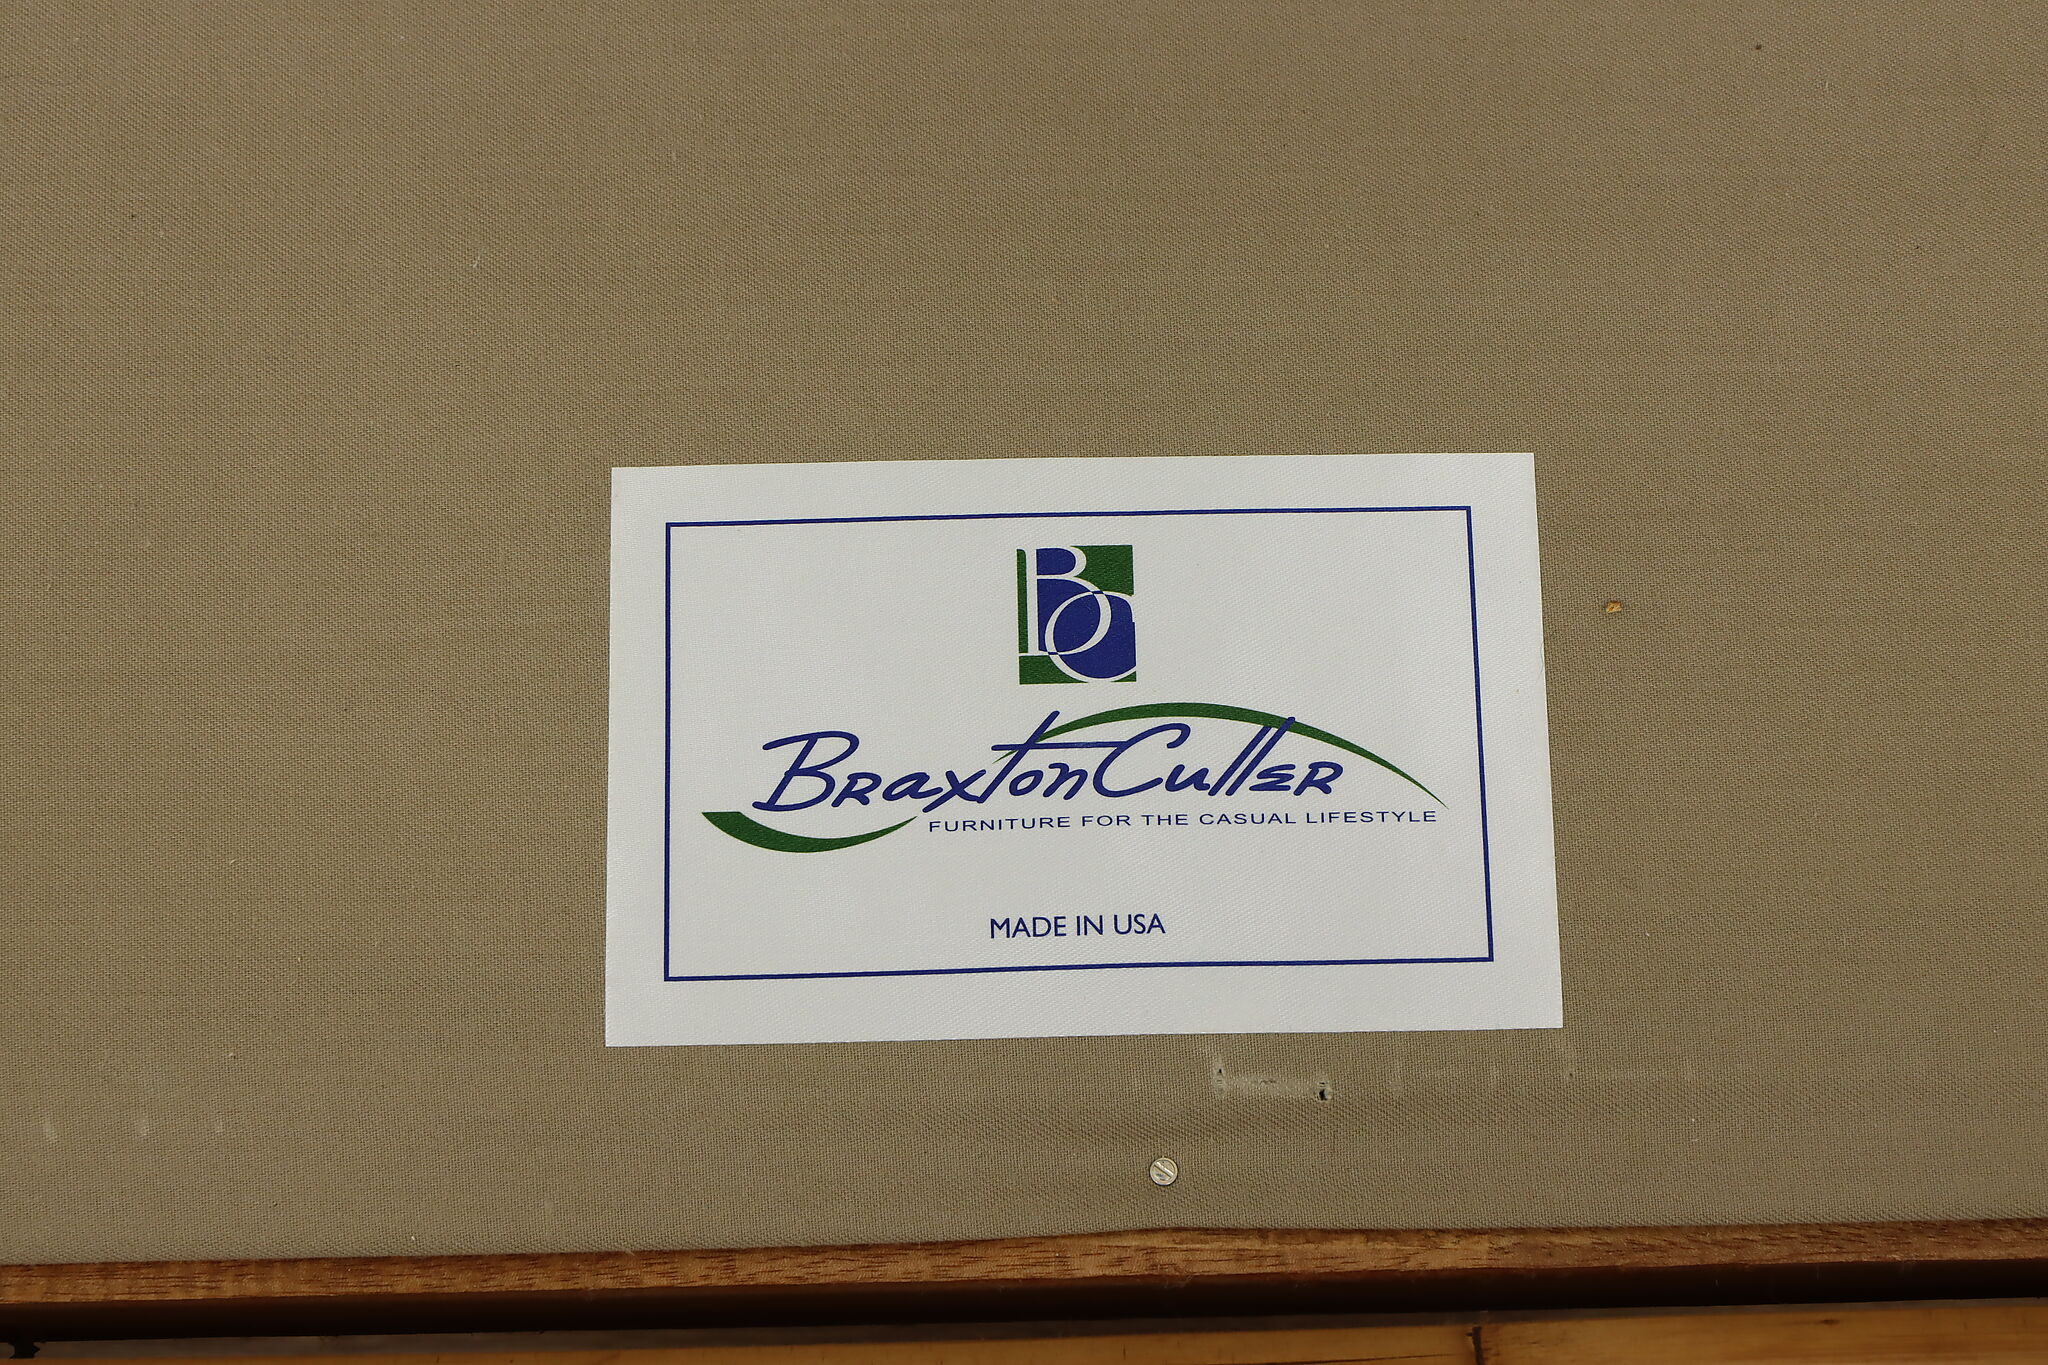 BC
BraxtonCuller
FURNITURE FOR THE CASUAL LIFESTYLE
MADE IN USA